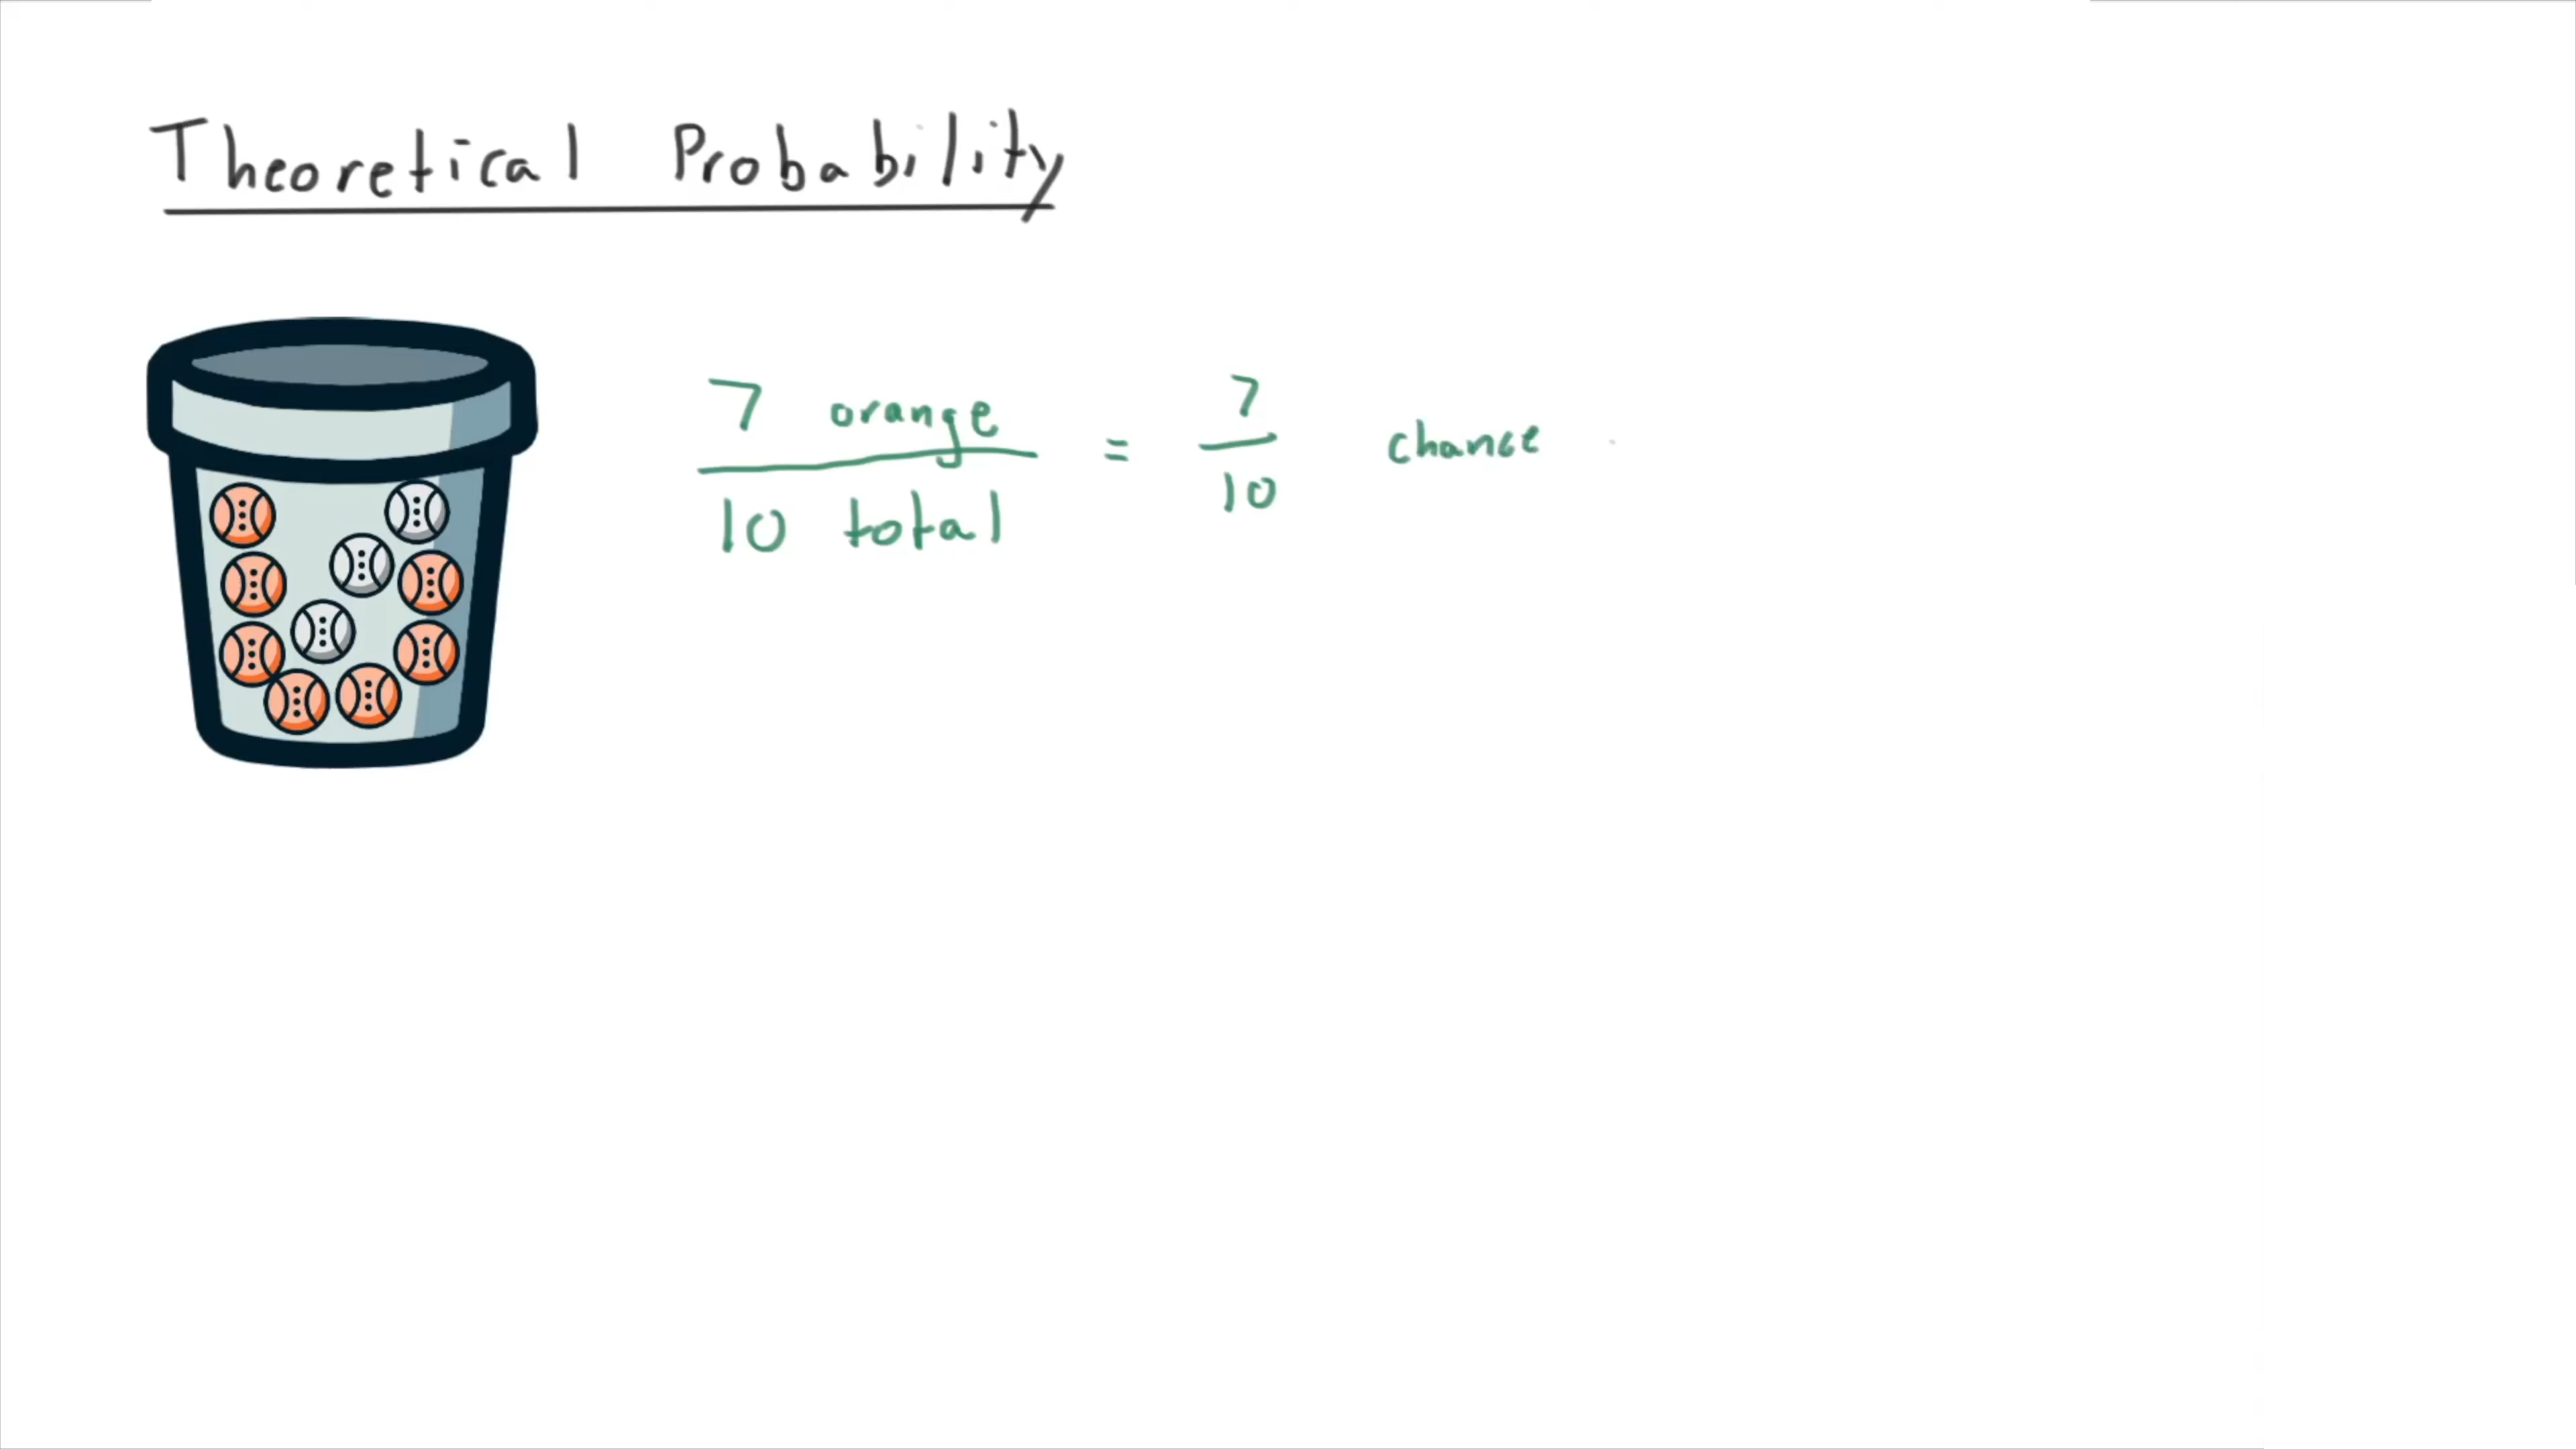 Theoretical Probability
7 orange
10 total
=
7
10
chance